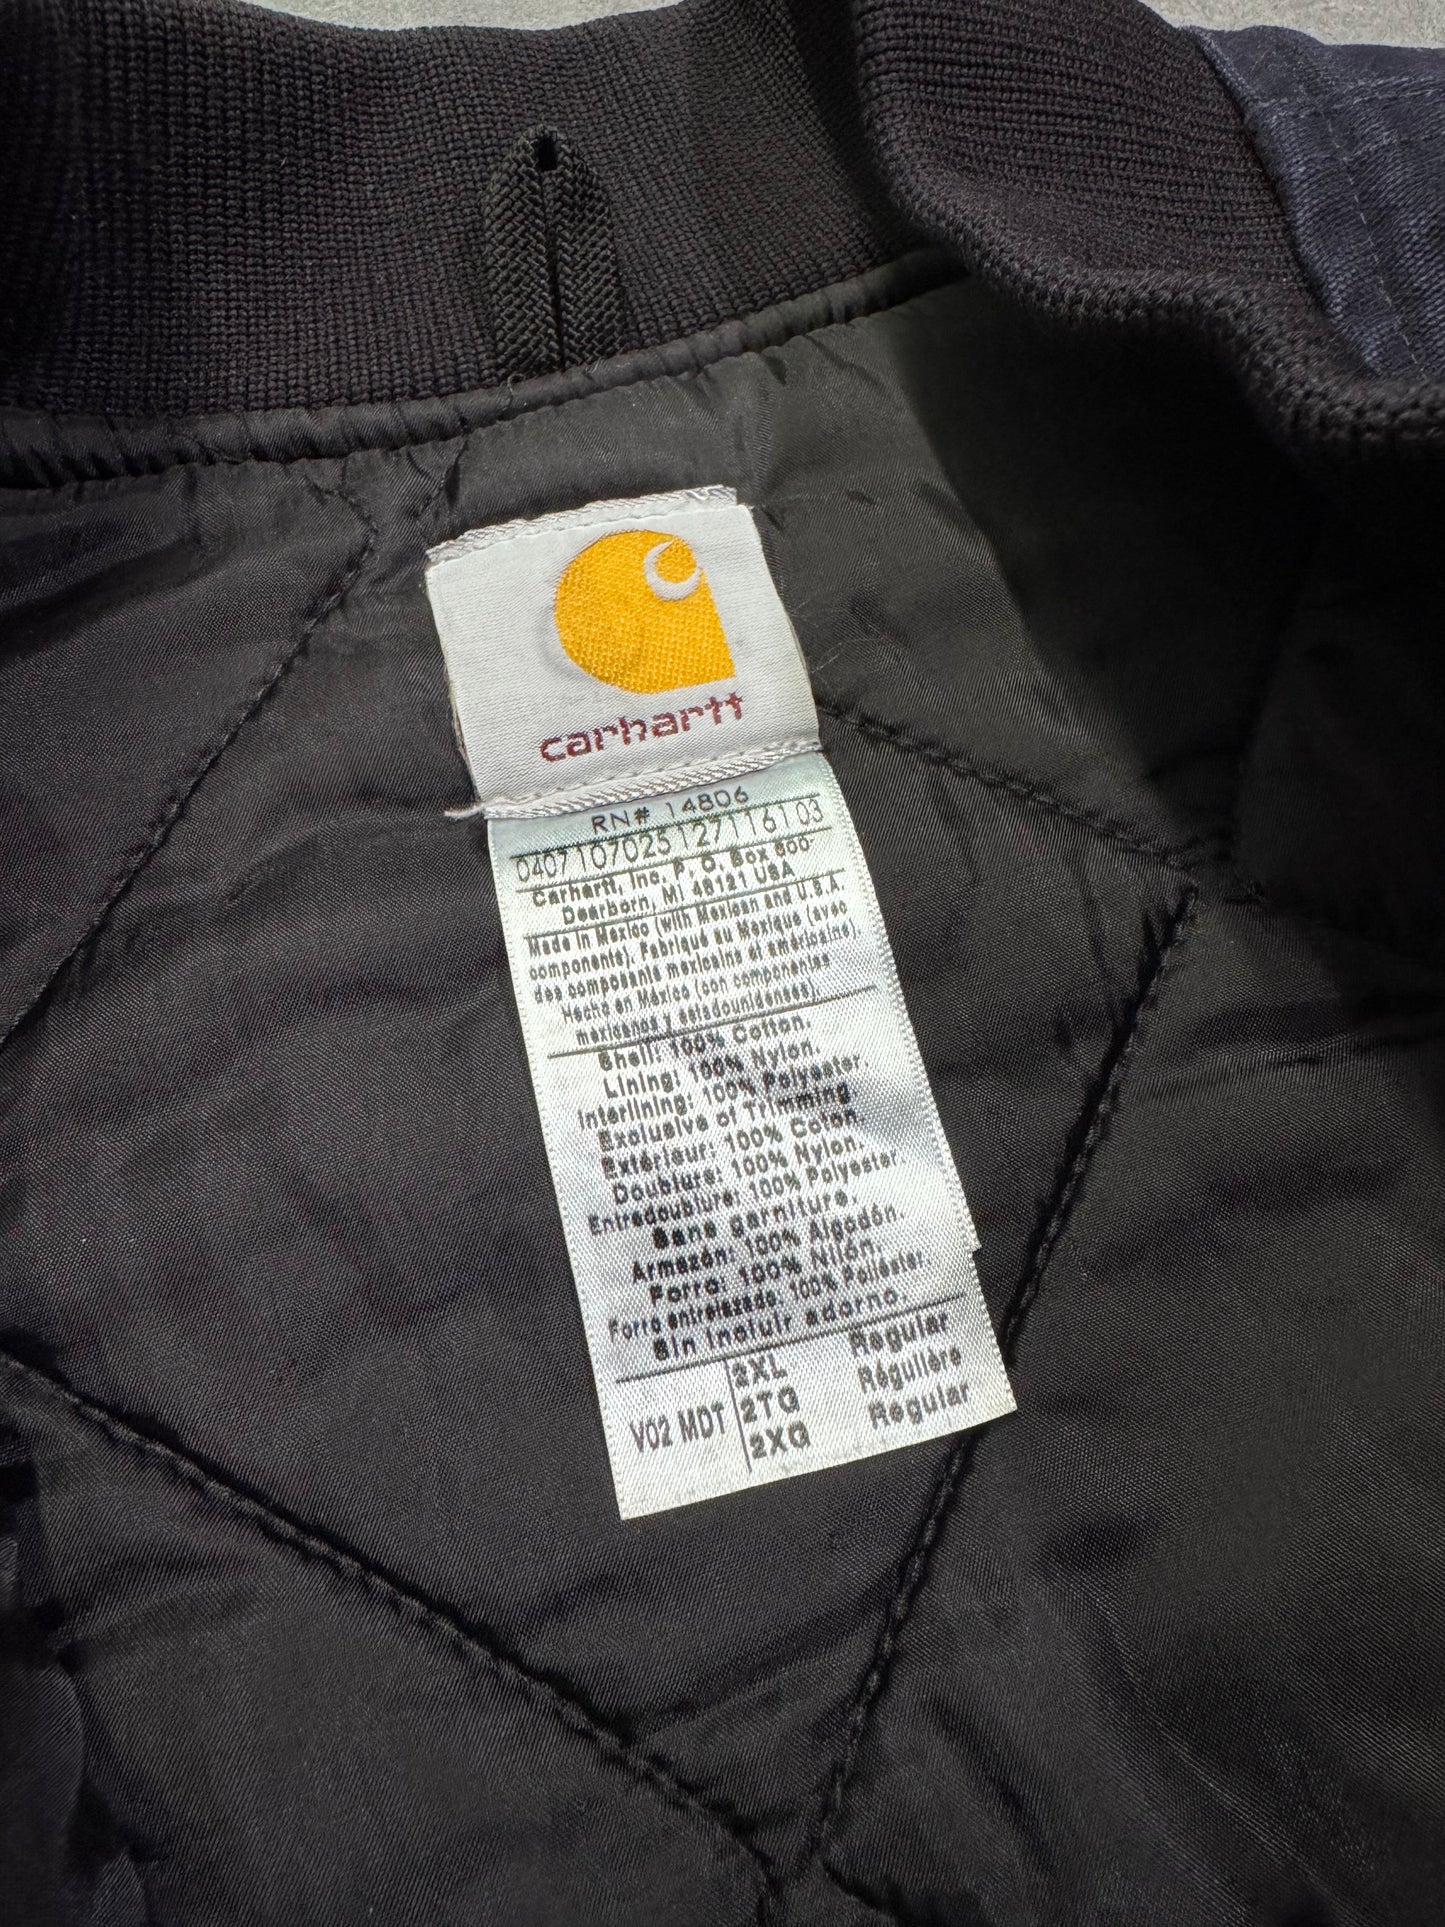 carhartt
RN# 14806
0407107025127116103
Carhartt, Inc. P. O. Box 600
Dearborn, MI 48121 USA
Made in Mexico (with Mexican and U.S.A.
components). Fabriqué au Mexique (avec
des composants mexicains et américains).
Hecho en México (con componentes
mexicanos y estadounidenses).
Shell: 100% Cotton.
Lining: 100% Nylon.
Interlining: 100% Polyester.
Exclusive of Trimming
Extérieur: 100% Coton.
Doublure: 100% Nylon.
Entredoublure: 100% Polyester.
Sans garniture.
Armazón: 100% Algodón.
Forro: 100% Nilón.
Forro entrelazado. 100% Poliéster.
Sin incluir adorno.
V02 MDT
2XL Regular
2TG Régulière
2XG Regular